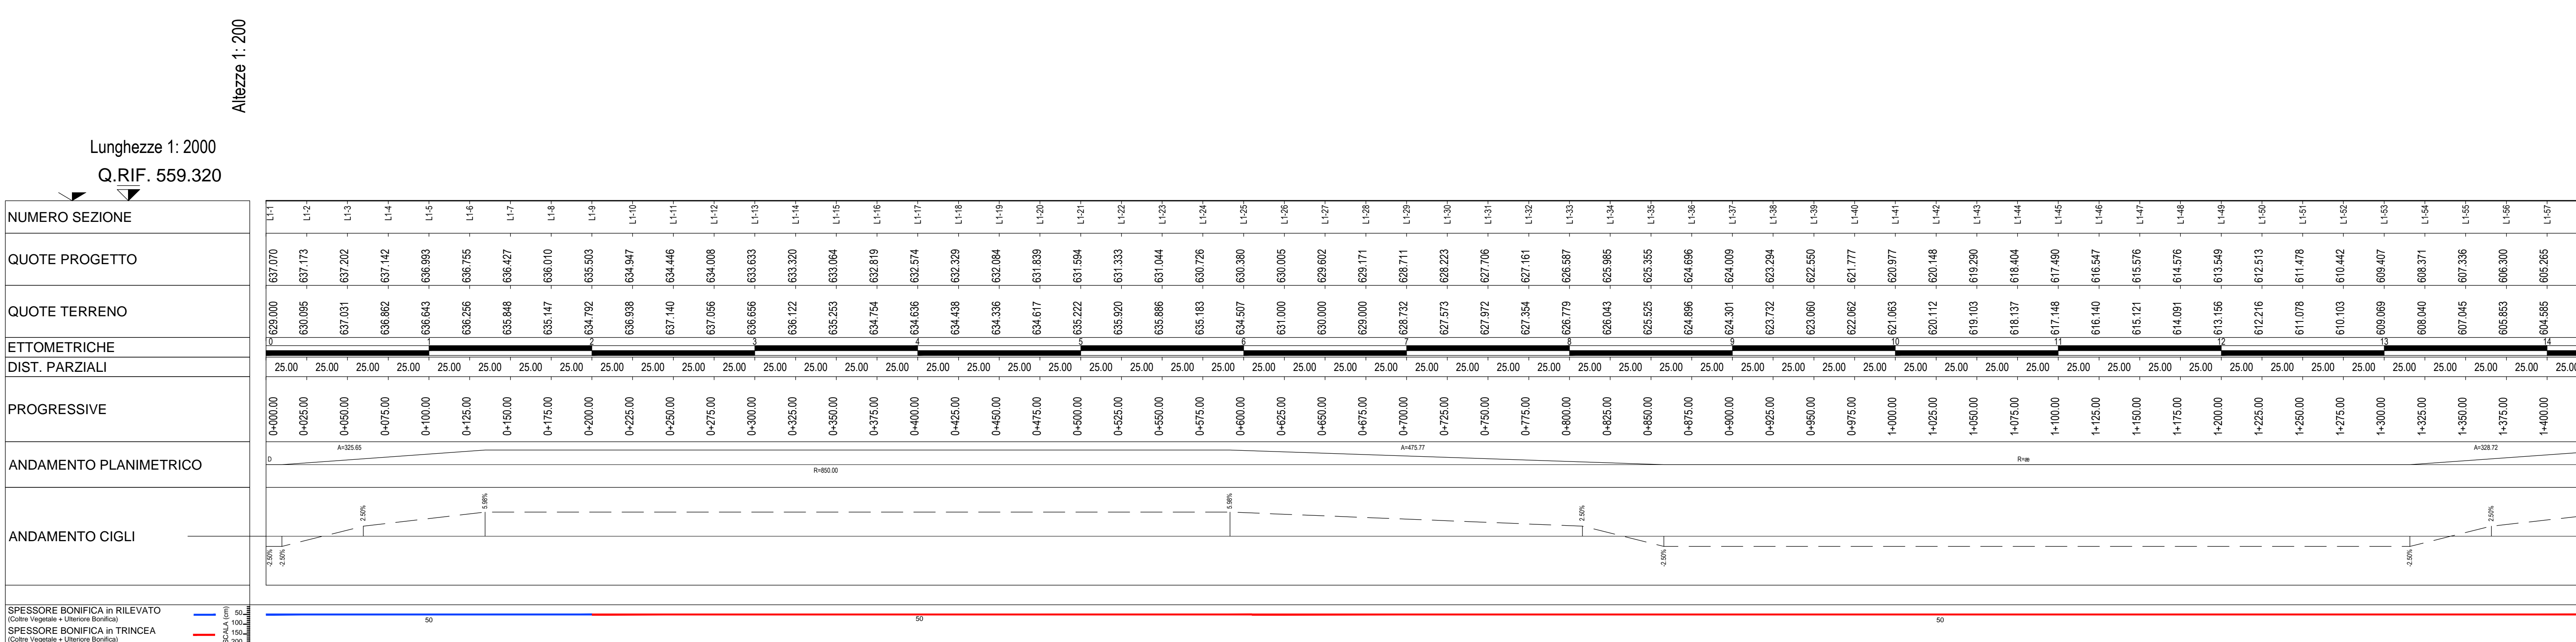 Altezze 1: 200
Lunghezze 1: 2000
Q.RIF. 559.320
NUMERO SEZIONE
L1-1 L1-2 L1-3 L1-4 L1-5 L1-6 L1-7 L1-8 L1-9 L1-10 L1-11 L1-12 L1-13 L1-14 L1-15 L1-16 L1-17 L1-18 L1-19 L1-20 L1-21 L1-22 L1-23 L1-24 L1-25 L1-26 L1-27 L1-28 L1-29 L1-30 L1-31 L1-32 L1-33 L1-34 L1-35 L1-36 L1-37 L1-38 L1-39 L1-40 L1-41 L1-42 L1-43 L1-44 L1-45 L1-46 L1-47 L1-48 L1-49 L1-50 L1-51 L1-52 L1-53 L1-54 L1-55 L1-56 L1-57
QUOTE PROGETTO
637.070 637.173 637.202 637.142 636.993 636.755 636.427 636.010 635.503 634.947 634.446 634.008 633.633 633.320 633.064 632.819 632.574 632.329 632.084 631.839 631.594 631.333 631.044 630.726 630.380 630.005 629.602 629.171 628.711 628.223 627.706 627.161 626.587 625.985 625.355 624.696 624.009 623.294 622.550 621.777 620.977 620.148 619.290 618.404 617.490 616.547 615.576 614.576 613.549 612.513 611.478 610.442 609.407 608.371 607.336 606.300 605.265
QUOTE TERRENO
629.000 630.095 637.031 636.862 636.643 636.256 635.848 635.147 634.792 636.938 637.140 637.056 636.656 636.122 635.253 634.754 634.636 634.438 634.336 634.617 635.222 635.920 635.886 635.183 634.507 631.000 630.000 629.000 628.732 627.573 627.972 627.354 626.779 626.043 625.525 624.896 624.301 623.732 623.060 622.062 621.063 620.112 619.103 618.137 617.148 616.140 615.121 614.091 613.156 612.216 611.078 610.103 609.069 608.040 607.045 605.853 604.585
ETTOMETRICHE
0 1 2 3 4 5 6 7 8 9 10 11 12 13 14
DIST. PARZIALI
25.00 25.00 25.00 25.00 25.00 25.00 25.00 25.00 25.00 25.00 25.00 25.00 25.00 25.00 25.00 25.00 25.00 25.00 25.00 25.00 25.00 25.00 25.00 25.00 25.00 25.00 25.00 25.00 25.00 25.00 25.00 25.00 25.00 25.00 25.00 25.00 25.00 25.00 25.00 25.00 25.00 25.00 25.00 25.00 25.00 25.00 25.00 25.00 25.00 25.00 25.00 25.00 25.00 25.00 25.00 25.00 25.00
PROGRESSIVE
0+000.00 0+025.00 0+050.00 0+075.00 0+100.00 0+125.00 0+150.00 0+175.00 0+200.00 0+225.00 0+250.00 0+275.00 0+300.00 0+325.00 0+350.00 0+375.00 0+400.00 0+425.00 0+450.00 0+475.00 0+500.00 0+525.00 0+550.00 0+575.00 0+600.00 0+625.00 0+650.00 0+675.00 0+700.00 0+725.00 0+750.00 0+775.00 0+800.00 0+825.00 0+850.00 0+875.00 0+900.00 0+925.00 0+950.00 0+975.00 1+000.00 1+025.00 1+050.00 1+075.00 1+100.00 1+125.00 1+150.00 1+175.00 1+200.00 1+225.00 1+250.00 1+275.00 1+300.00 1+325.00 1+350.00 1+375.00 1+400.00
ANDAMENTO PLANIMETRICO
D A=325.65 R=850.00 A=475.77 R=æ A=328.72
ANDAMENTO CIGLI
-2.50% -2.50% 2.50% 5.98% 5.98% 2.50% -2.50% -2.50% 2.50%
SPESSORE BONIFICA in RILEVATO
(Coltre Vegetale + Ulteriore Bonifica)
SPESSORE BONIFICA in TRINCEA
(Coltre Vegetale + Ulteriore Bonifica)
SCALA (cm)
50
100
150
200
50 50 50